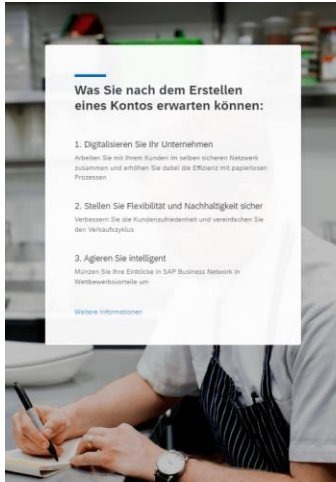 Was Sie nach dem Erstellen
eines Kontos erwarten können:
1. Digitalisieren Sie Ihr Unternehmen
Arbeiten Sie mit Ihrem Kunden im selben sicheren Netzwerk
zusammen und erhöhen Sie dabei die Effizienz mit papierlosen
Prozessen
2. Stellen Sie Flexibilität und Nachhaltigkeit sicher
Verbessern Sie die Kundenzufriedenheit und vereinfachen Sie
den Verkaufszyklus
3. Agieren Sie intelligent
Münzen Sie Ihre Einblicke in SAP Business Network in
Wettbewerbsvorteile um
Weitere Informationen